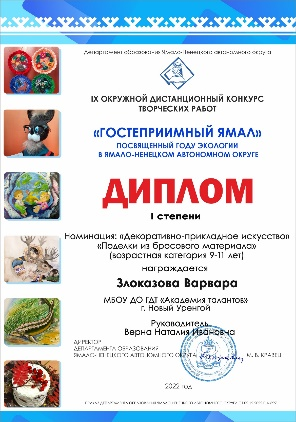 Департамент образования Ямало-Ненецкого автономного округа
IX ОКРУЖНОЙ ДИСТАНЦИОННЫЙ КОНКУРС
ТВОРЧЕСКИХ РАБОТ
«ГОСТЕПРИИМНЫЙ ЯМАЛ»
ПОСВЯЩЕННЫЙ ГОДУ ЭКОЛОГИИ
В ЯМАЛО-НЕНЕЦКОМ АВТОНОМНОМ ОКРУГЕ
ДИПЛОМ
I степени
Номинация: «Декоративно-прикладное искусство»
«Поделки из бросового материала»
(возрастная категория 9-11 лет)
награждается
Злоказова Варвара
МБОУ ДО ГДТ «Академия талантов»
г. Новый Уренгой
Руководитель:
Верна Наталия Ивановна
ДИРЕКТОР
ДЕПАРТАМЕНТА ОБРАЗОВАНИЯ
ЯМАЛО-НЕНЕЦКОГО АВТОНОМНОГО ОКРУГА М. В. КРАВЕЦ
2022 год